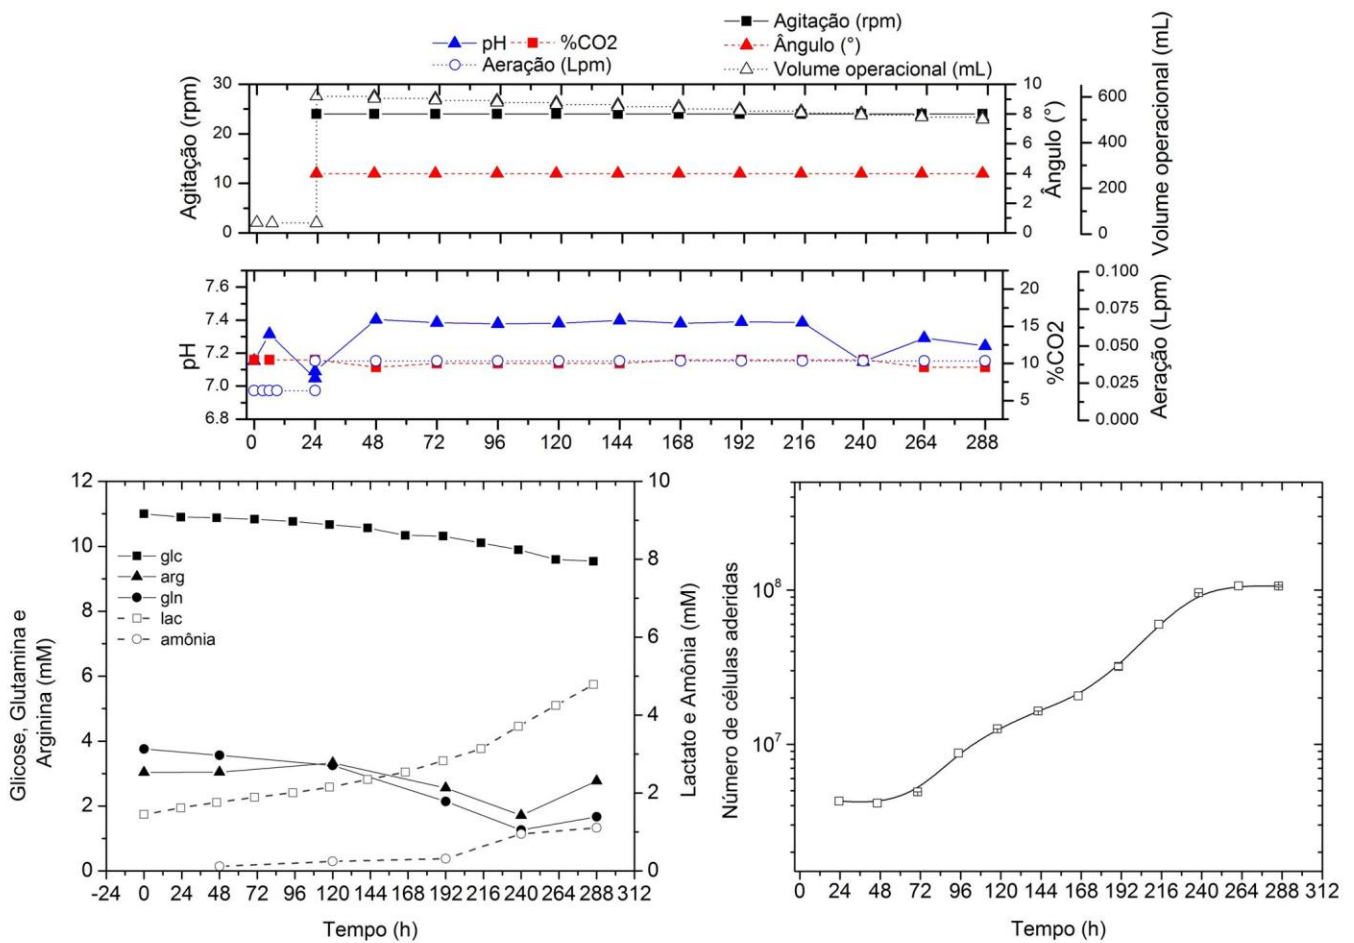 pH %CO2
Aeração (Lpm)
Agitação (rpm)
Ângulo (°)
Volume operacional (mL)
Agitação (rpm)
30
20
10
0
10
8
6
4
2
0
Ângulo (°)
600
400
200
0
Volume operacional (mL)
pH
7.6
7.4
7.2
7.0
6.8
20
15
10
5
%CO2
0.100
0.075
0.050
0.025
0.000
Aeração (Lpm)
0 24 48 72 96 120 144 168 192 216 240 264 288
Glicose, Glutamina e
Arginina (mM)
12
10
8
6
4
2
0
glc
arg
gln
lac
amônia
10
8
6
4
2
0
Lactato e Amônia (mM)
-24 0 24 48 72 96 120 144 168 192 216 240 264 288 312
Tempo (h)
Número de células aderidas
10⁸
10⁷
0 24 48 72 96 120 144 168 192 216 240 264 288 312
Tempo (h)